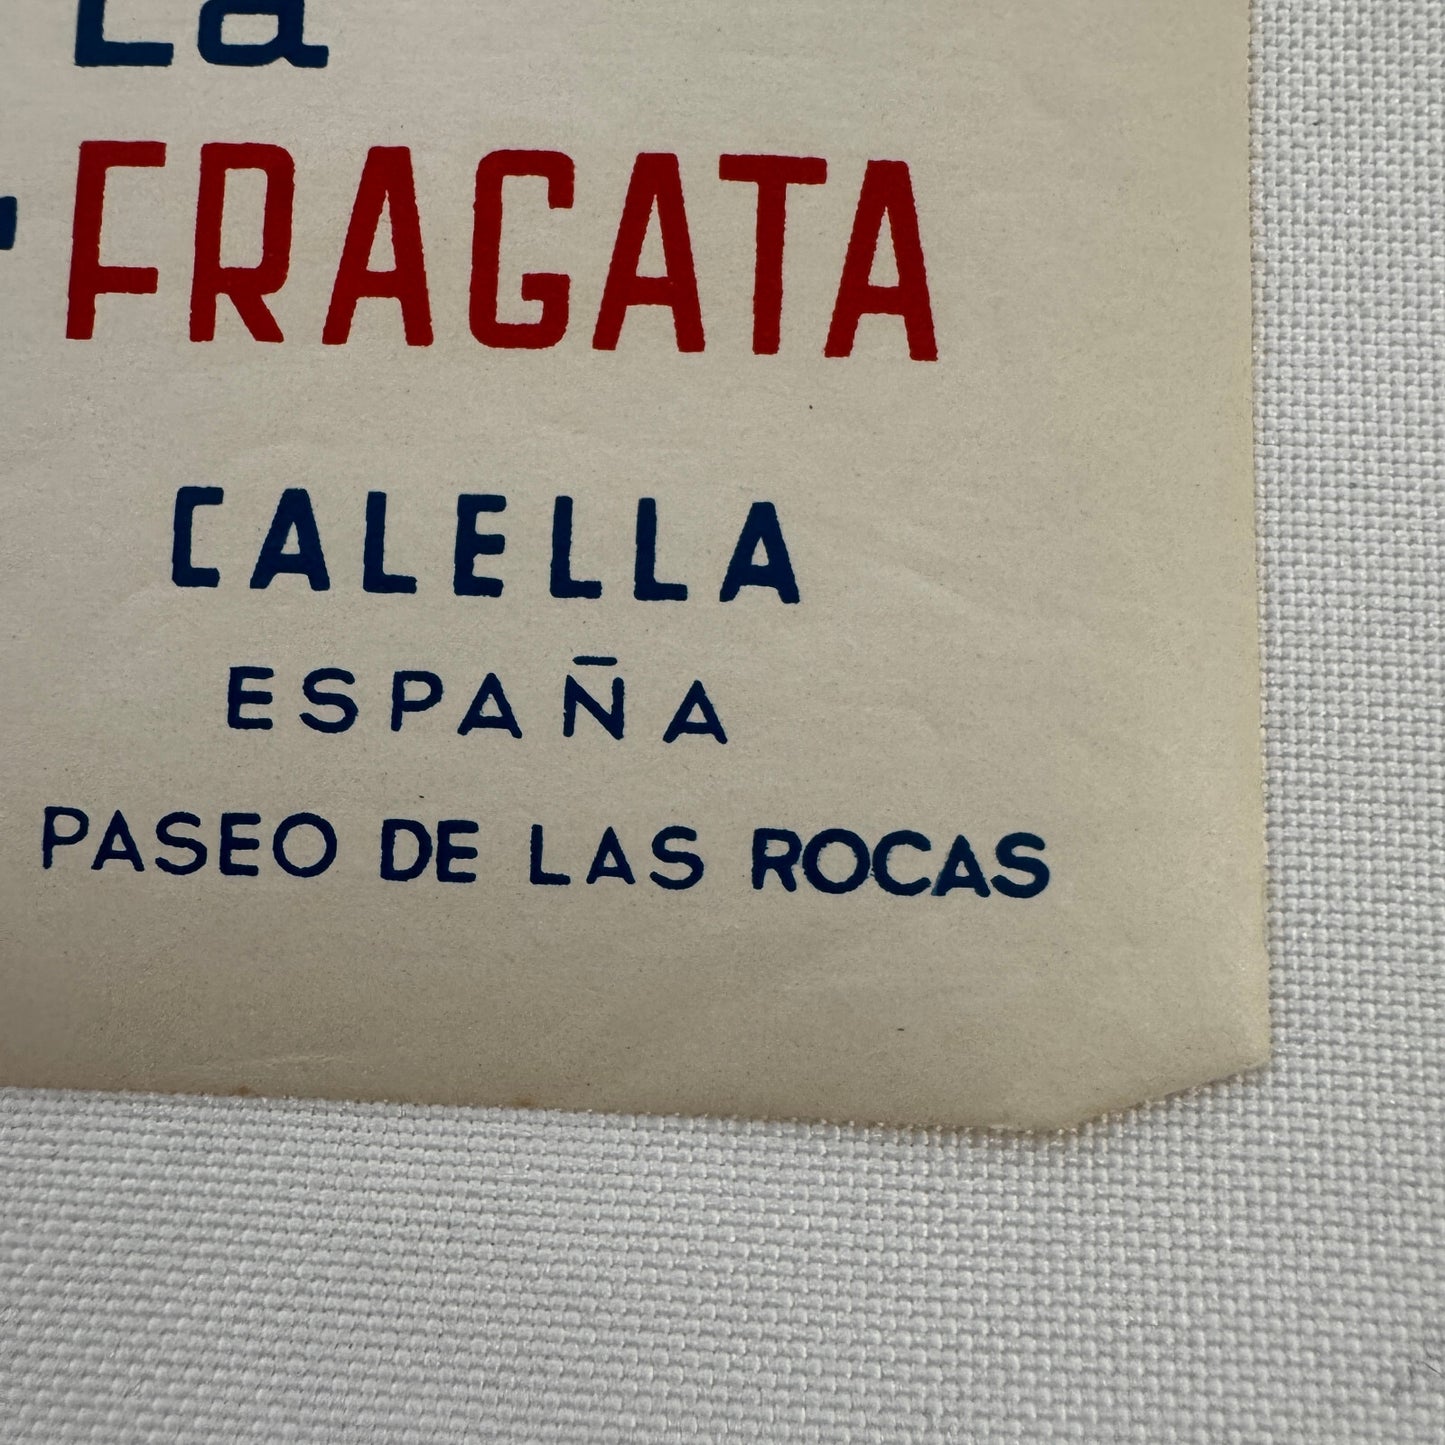 La
FRAGATA
CALELLA
ESPAÑA
PASEO DE LAS ROCAS